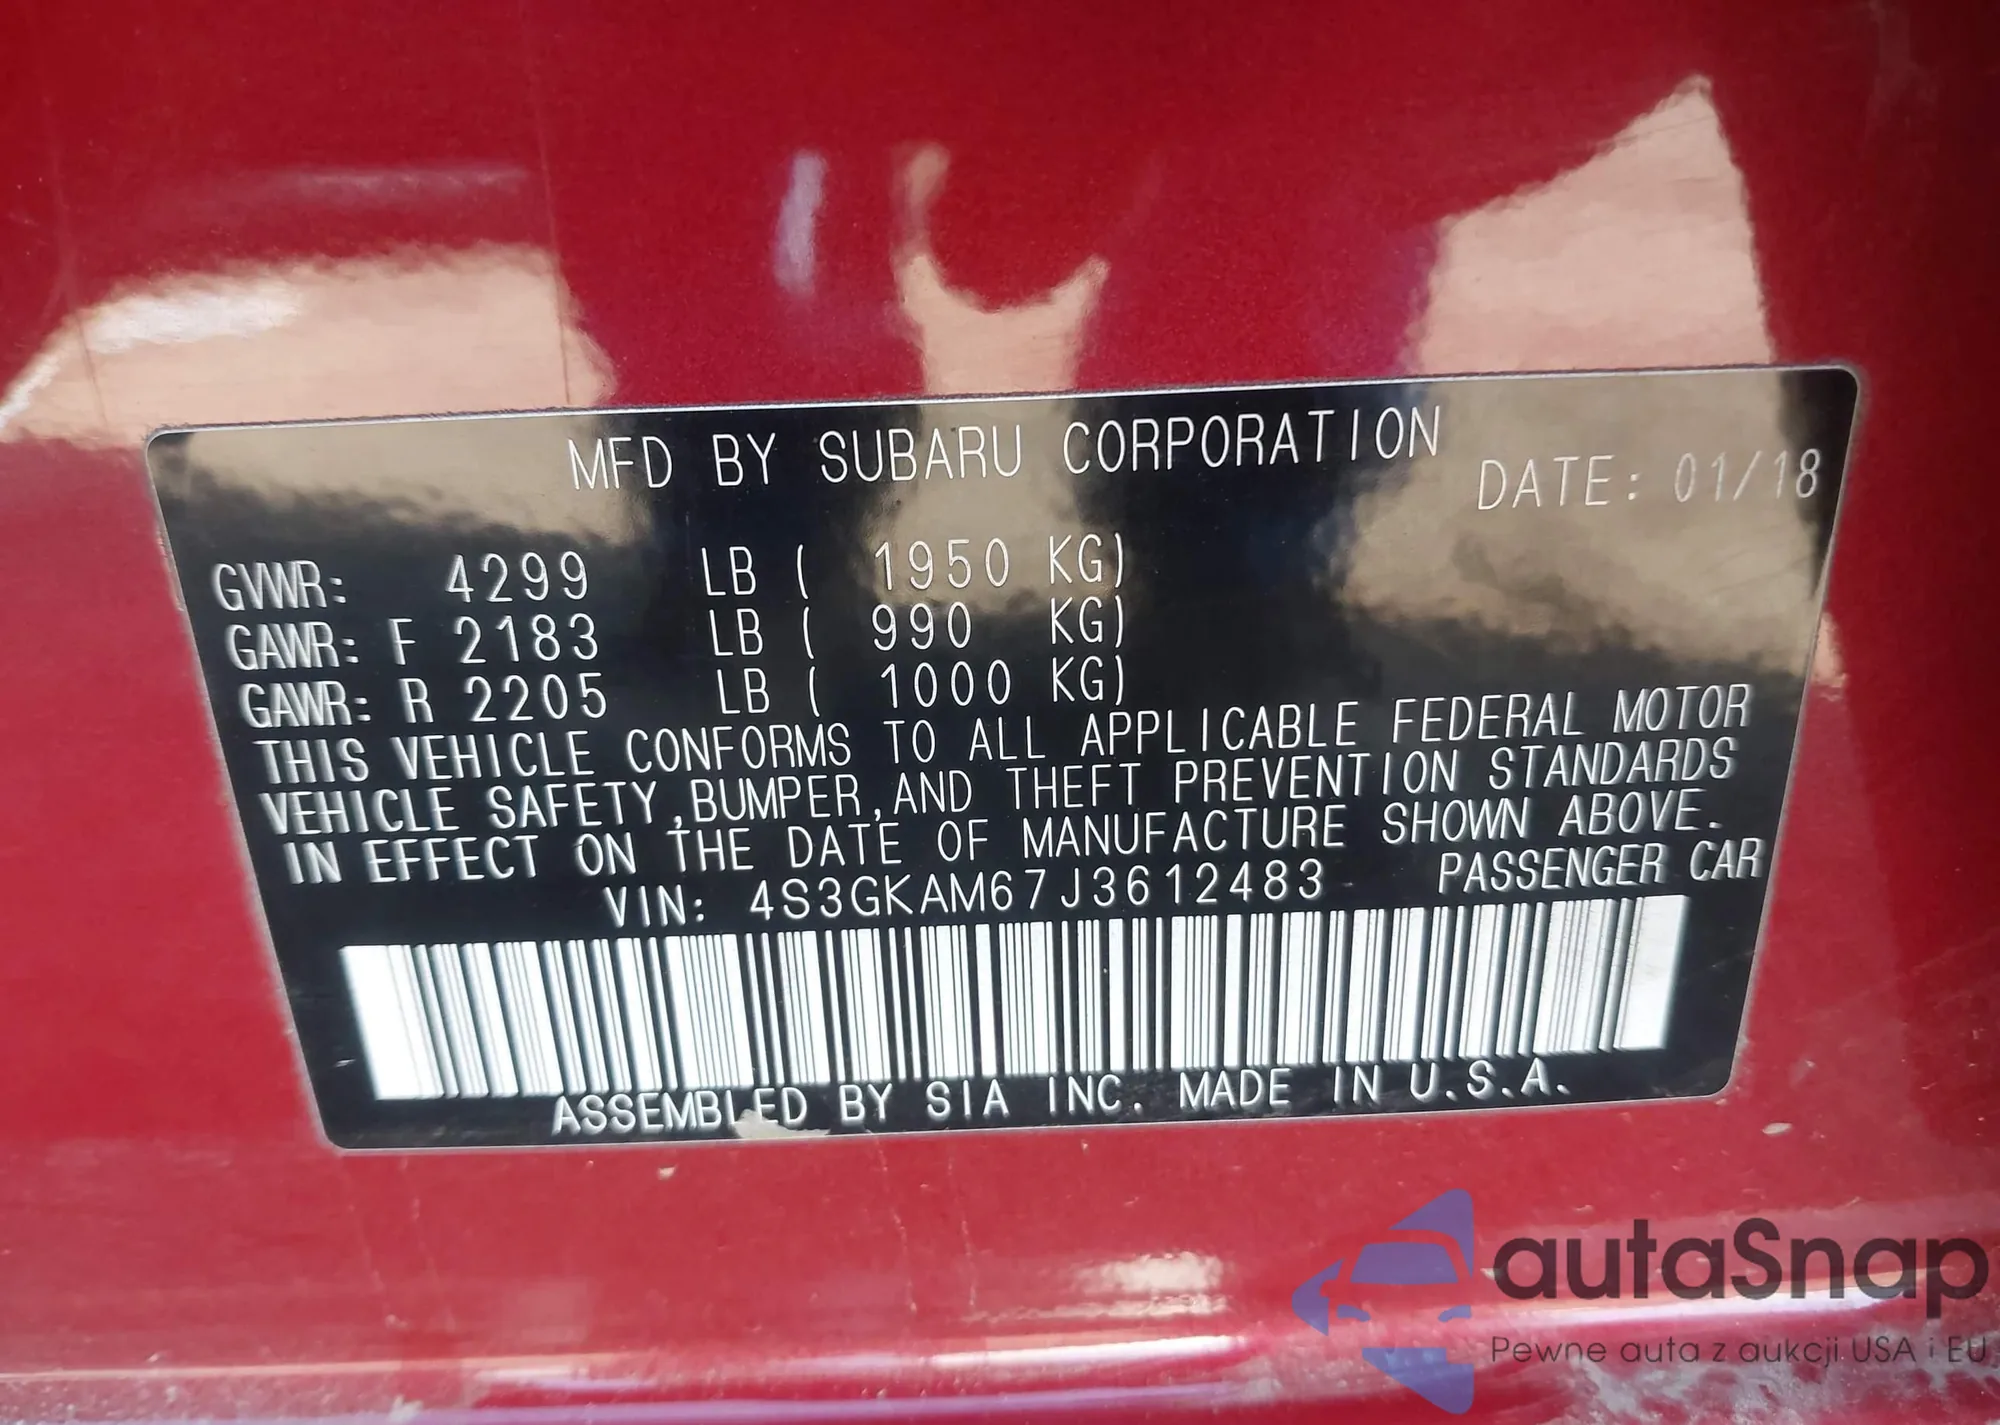 MFD BY SUBARU CORPORATION
DATE: 01/18
GVWR: 4299 LB ( 1950 KG)
GAWR: F 2183 LB ( 990 KG)
GAWR: R 2205 LB ( 1000 KG)
THIS VEHICLE CONFORMS TO ALL APPLICABLE FEDERAL MOTOR
VEHICLE SAFETY,BUMPER,AND THEFT PREVENTION STANDARDS
IN EFFECT ON THE DATE OF MANUFACTURE SHOWN ABOVE.
VIN: 4S3GKAM67J3612483 PASSENGER CAR
ASSEMBLED BY SIA INC. MADE IN U.S.A.
autaSnap
Pewne auta z aukcji USA i EU